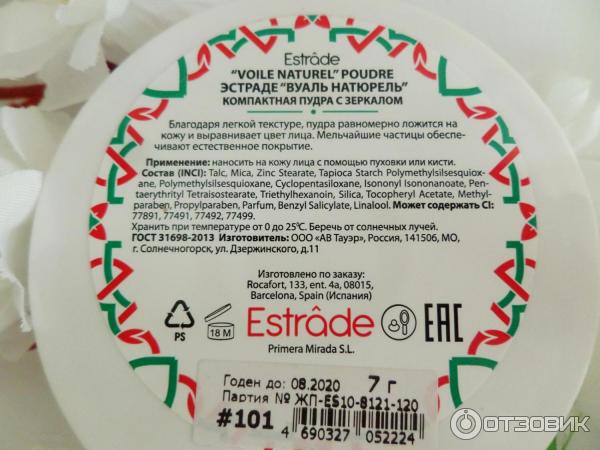 Estrâde
“VOILE NATUREL” POUDRE
ЭСТРАДЕ “ВУАЛЬ НАТЮРЕЛЬ”
КОМПАКТНАЯ ПУДРА С ЗЕРКАЛОМ
Благодаря легкой текстуре, пудра равномерно ложится на
кожу и выравнивает цвет лица. Мельчайшие частицы обеспе-
чивают естественное покрытие.
Применение: наносить на кожу лица с помощью пуховки или кисти.
Состав (INCI): Talc, Mica, Zinc Stearate, Tapioca Starch Polymethylsilsesquiox-
ane, Polymethylsilsesquioxane, Cyclopentasiloxane, Isononyl Isononanoate, Pen-
taerythrityl Tetraisostearate, Triethylhexanoin, Silica, Tocopheryl Acetate, Methyl-
paraben, Propylparaben, Parfum, Benzyl Salicylate, Linalool. Может содержать CI:
77891, 77491, 77492, 77499.
Хранить при температуре от 0 до 25℃. Беречь от солнечных лучей.
ГОСТ 31698-2013 Изготовитель: ООО «АВ Тауэр», Россия, 141506, МО,
г. Солнечногорск, ул. Дзержинского, д.11
Изготовлено по заказу:
Rocafort, 133, ent. 4a, 08015,
Barcelona, Spain (Испания)
PS
18 M
Estrâde
EAC
Primera Mirada S.L.
Годен до: 08.2020 7 г
Партия № ЖП-ES10-8121-120
#101
4 690327 052224
ОТЗОВИК